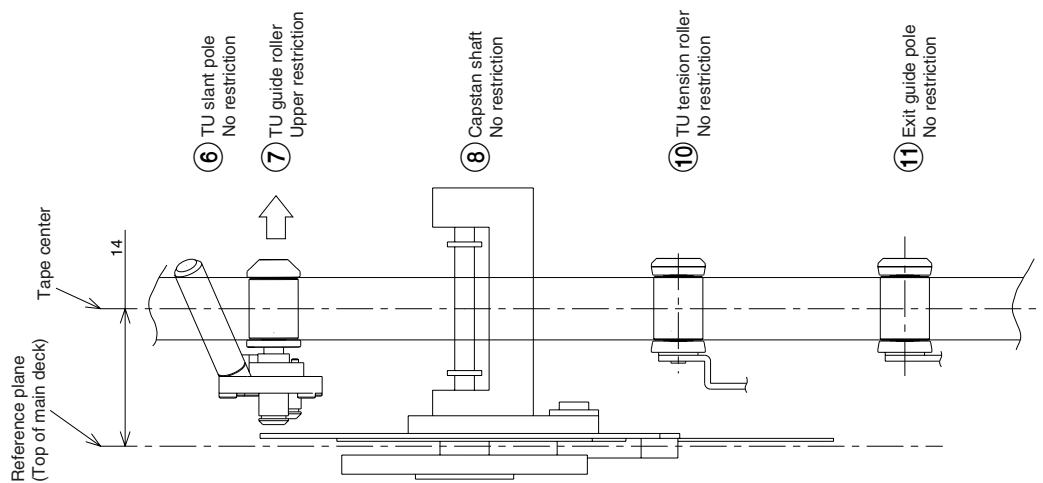 ⑥ TU slant pole
No restriction
⑦ TU guide roller
Upper restriction
⑧ Capstan shaft
No restriction
⑩ TU tension roller
No restriction
⑪ Exit guide pole
No restriction
Tape center
14
Reference plane
(Top of main deck)